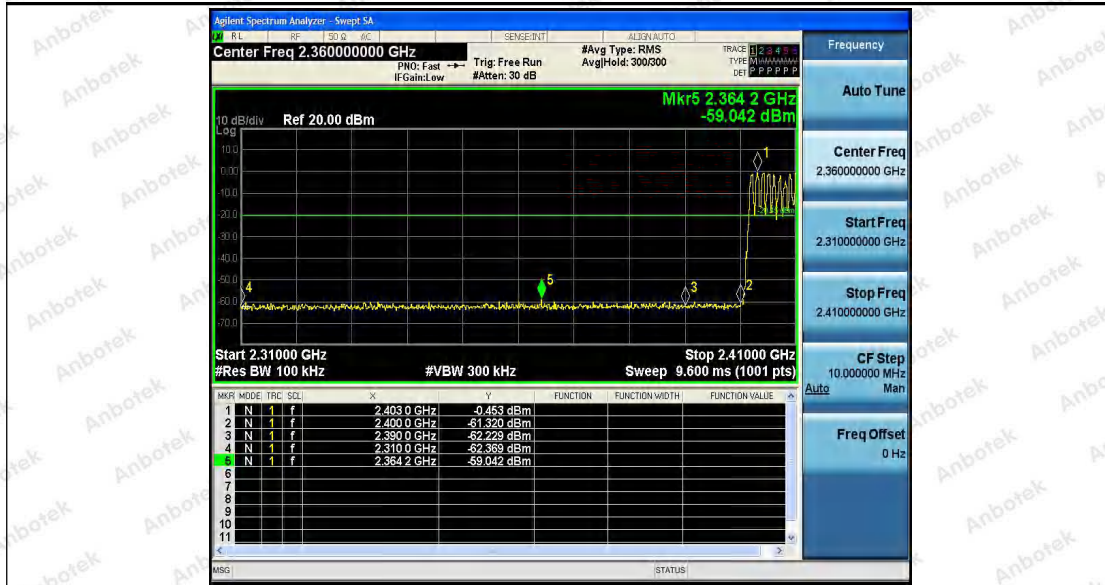 Agilent Spectrum Analyzer - Swept SA
RL RF 50 Ω AC SENSE:INT ALIGN AUTO
Center Freq 2.360000000 GHz
PNO: Fast
IFGain:Low
Trig: Free Run
#Atten: 30 dB
#Avg Type: RMS
Avg|Hold: 300/300
TRACE 1 2 3 4 5 6
TYPE M
DET P P P P P P
Mkr5 2.364 2 GHz
-59.042 dBm
10 dB/div Ref 20.00 dBm
Log
10.0
0.00
-10.0
-20.0
-30.0
-40.0
-50.0
-60.0
-70.0
1
2
3
4
5
Start 2.31000 GHz Stop 2.41000 GHz
#Res BW 100 kHz #VBW 300 kHz Sweep 9.600 ms (1001 pts)
MKR MODE TRC SCL X Y FUNCTION FUNCTION WIDTH FUNCTION VALUE
1 N 1 f 2.403 0 GHz -0.453 dBm
2 N 1 f 2.400 0 GHz -61.320 dBm
3 N 1 f 2.390 0 GHz -62.229 dBm
4 N 1 f 2.310 0 GHz -62.369 dBm
5 N 1 f 2.364 2 GHz -59.042 dBm
6
7
8
9
10
11
MSG STATUS
Frequency
Auto Tune
Center Freq
2.360000000 GHz
Start Freq
2.310000000 GHz
Stop Freq
2.410000000 GHz
CF Step
10.000000 MHz
Auto Man
Freq Offset
0 Hz
Anbotek